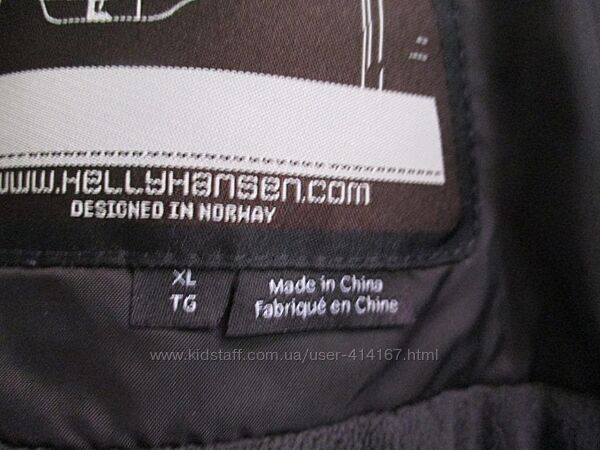 www.HellyHansen.com
DESIGNED IN NORWAY
XL
TG
Made in China
Fabriqué en Chine
www.kidstaff.com.ua/user-414167.html